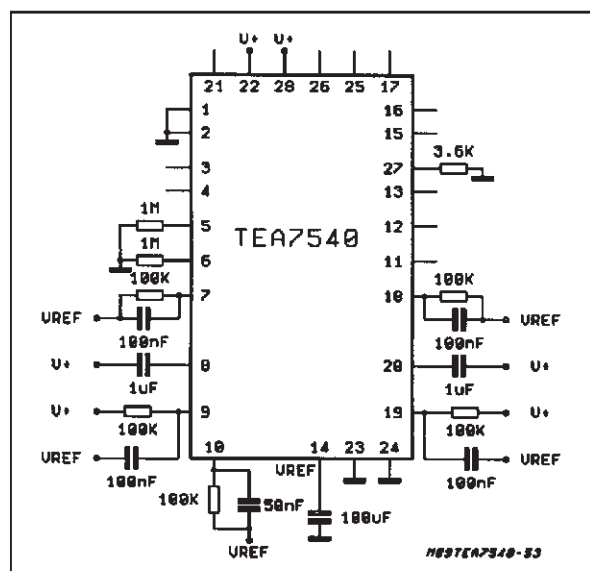 V+ V+
21 22 28 26 25 17
1 16
2 15
3 27 3.6K
4 13
1M
5 12
TEA7540
1M
6 11
100K 100K
7 18
VREF VREF
100nF 100nF
V+ 8 20 V+
1uF 1uF
V+ 9 19 V+
100K 100K
10 14 23 24
VREF VREF VREF
100nF 100nF
100K 50nF 100uF
VREF
M89TEA7540-53